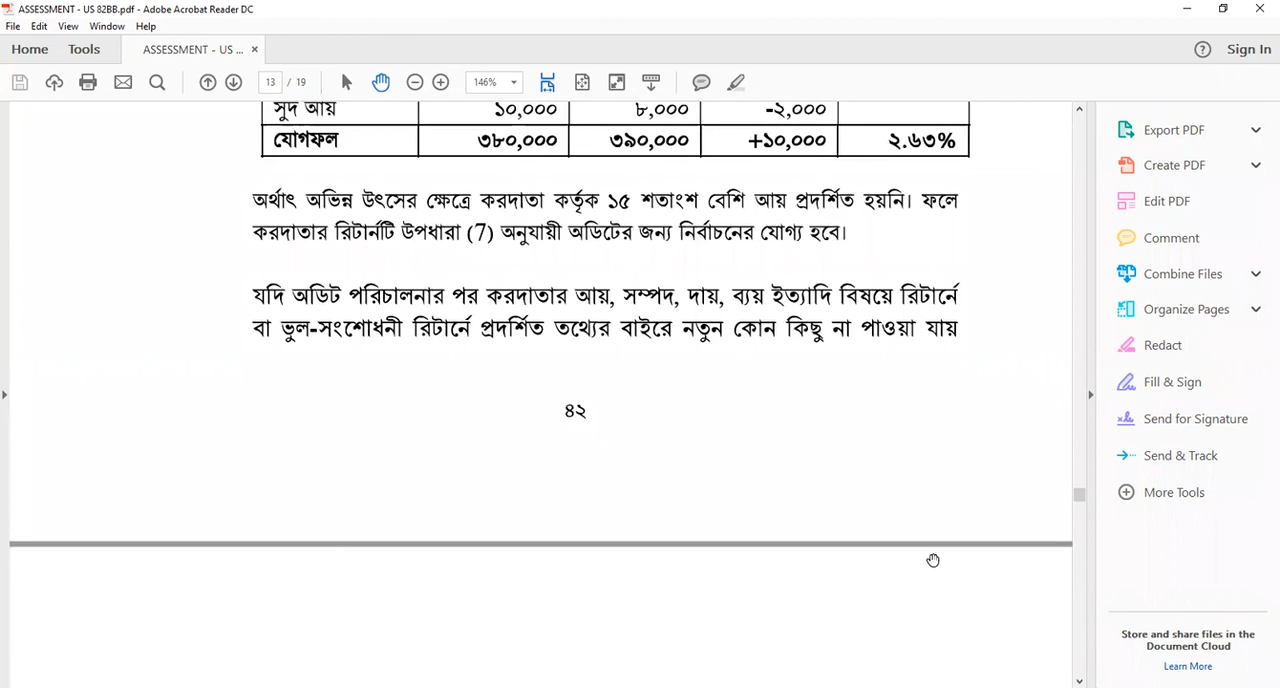 ASSESSMENT - US 82BB.pdf - Adobe Acrobat Reader DC
File Edit View Window Help
Home Tools ASSESSMENT - US ... × Sign In
13 / 19 146%
সুদ আয় ১০,০০০ ৮,০০০ -২,০০০
যোগফল ৩৮০,০০০ ৩৯০,০০০ +১০,০০০ ২.৬৩%
অর্থাৎ অভিন্ন উৎসের ক্ষেত্রে করদাতা কর্তৃক ১৫ শতাংশ বেশি আয় প্রদর্শিত হয়নি। ফলে
করদাতার রিটার্নটি উপধারা (7) অনুযায়ী অডিটের জন্য নির্বাচনের যোগ্য হবে।
যদি অডিট পরিচালনার পর করদাতার আয়, সম্পদ, দায়, ব্যয় ইত্যাদি বিষয়ে রিটার্নে
বা ভুল-সংশোধনী রিটার্নে প্রদর্শিত তথ্যের বাইরে নতুন কোন কিছু না পাওয়া যায়
৪২
Export PDF
Create PDF
Edit PDF
Comment
Combine Files
Organize Pages
Redact
Fill & Sign
Send for Signature
Send & Track
More Tools
Store and share files in the
Document Cloud
Learn More